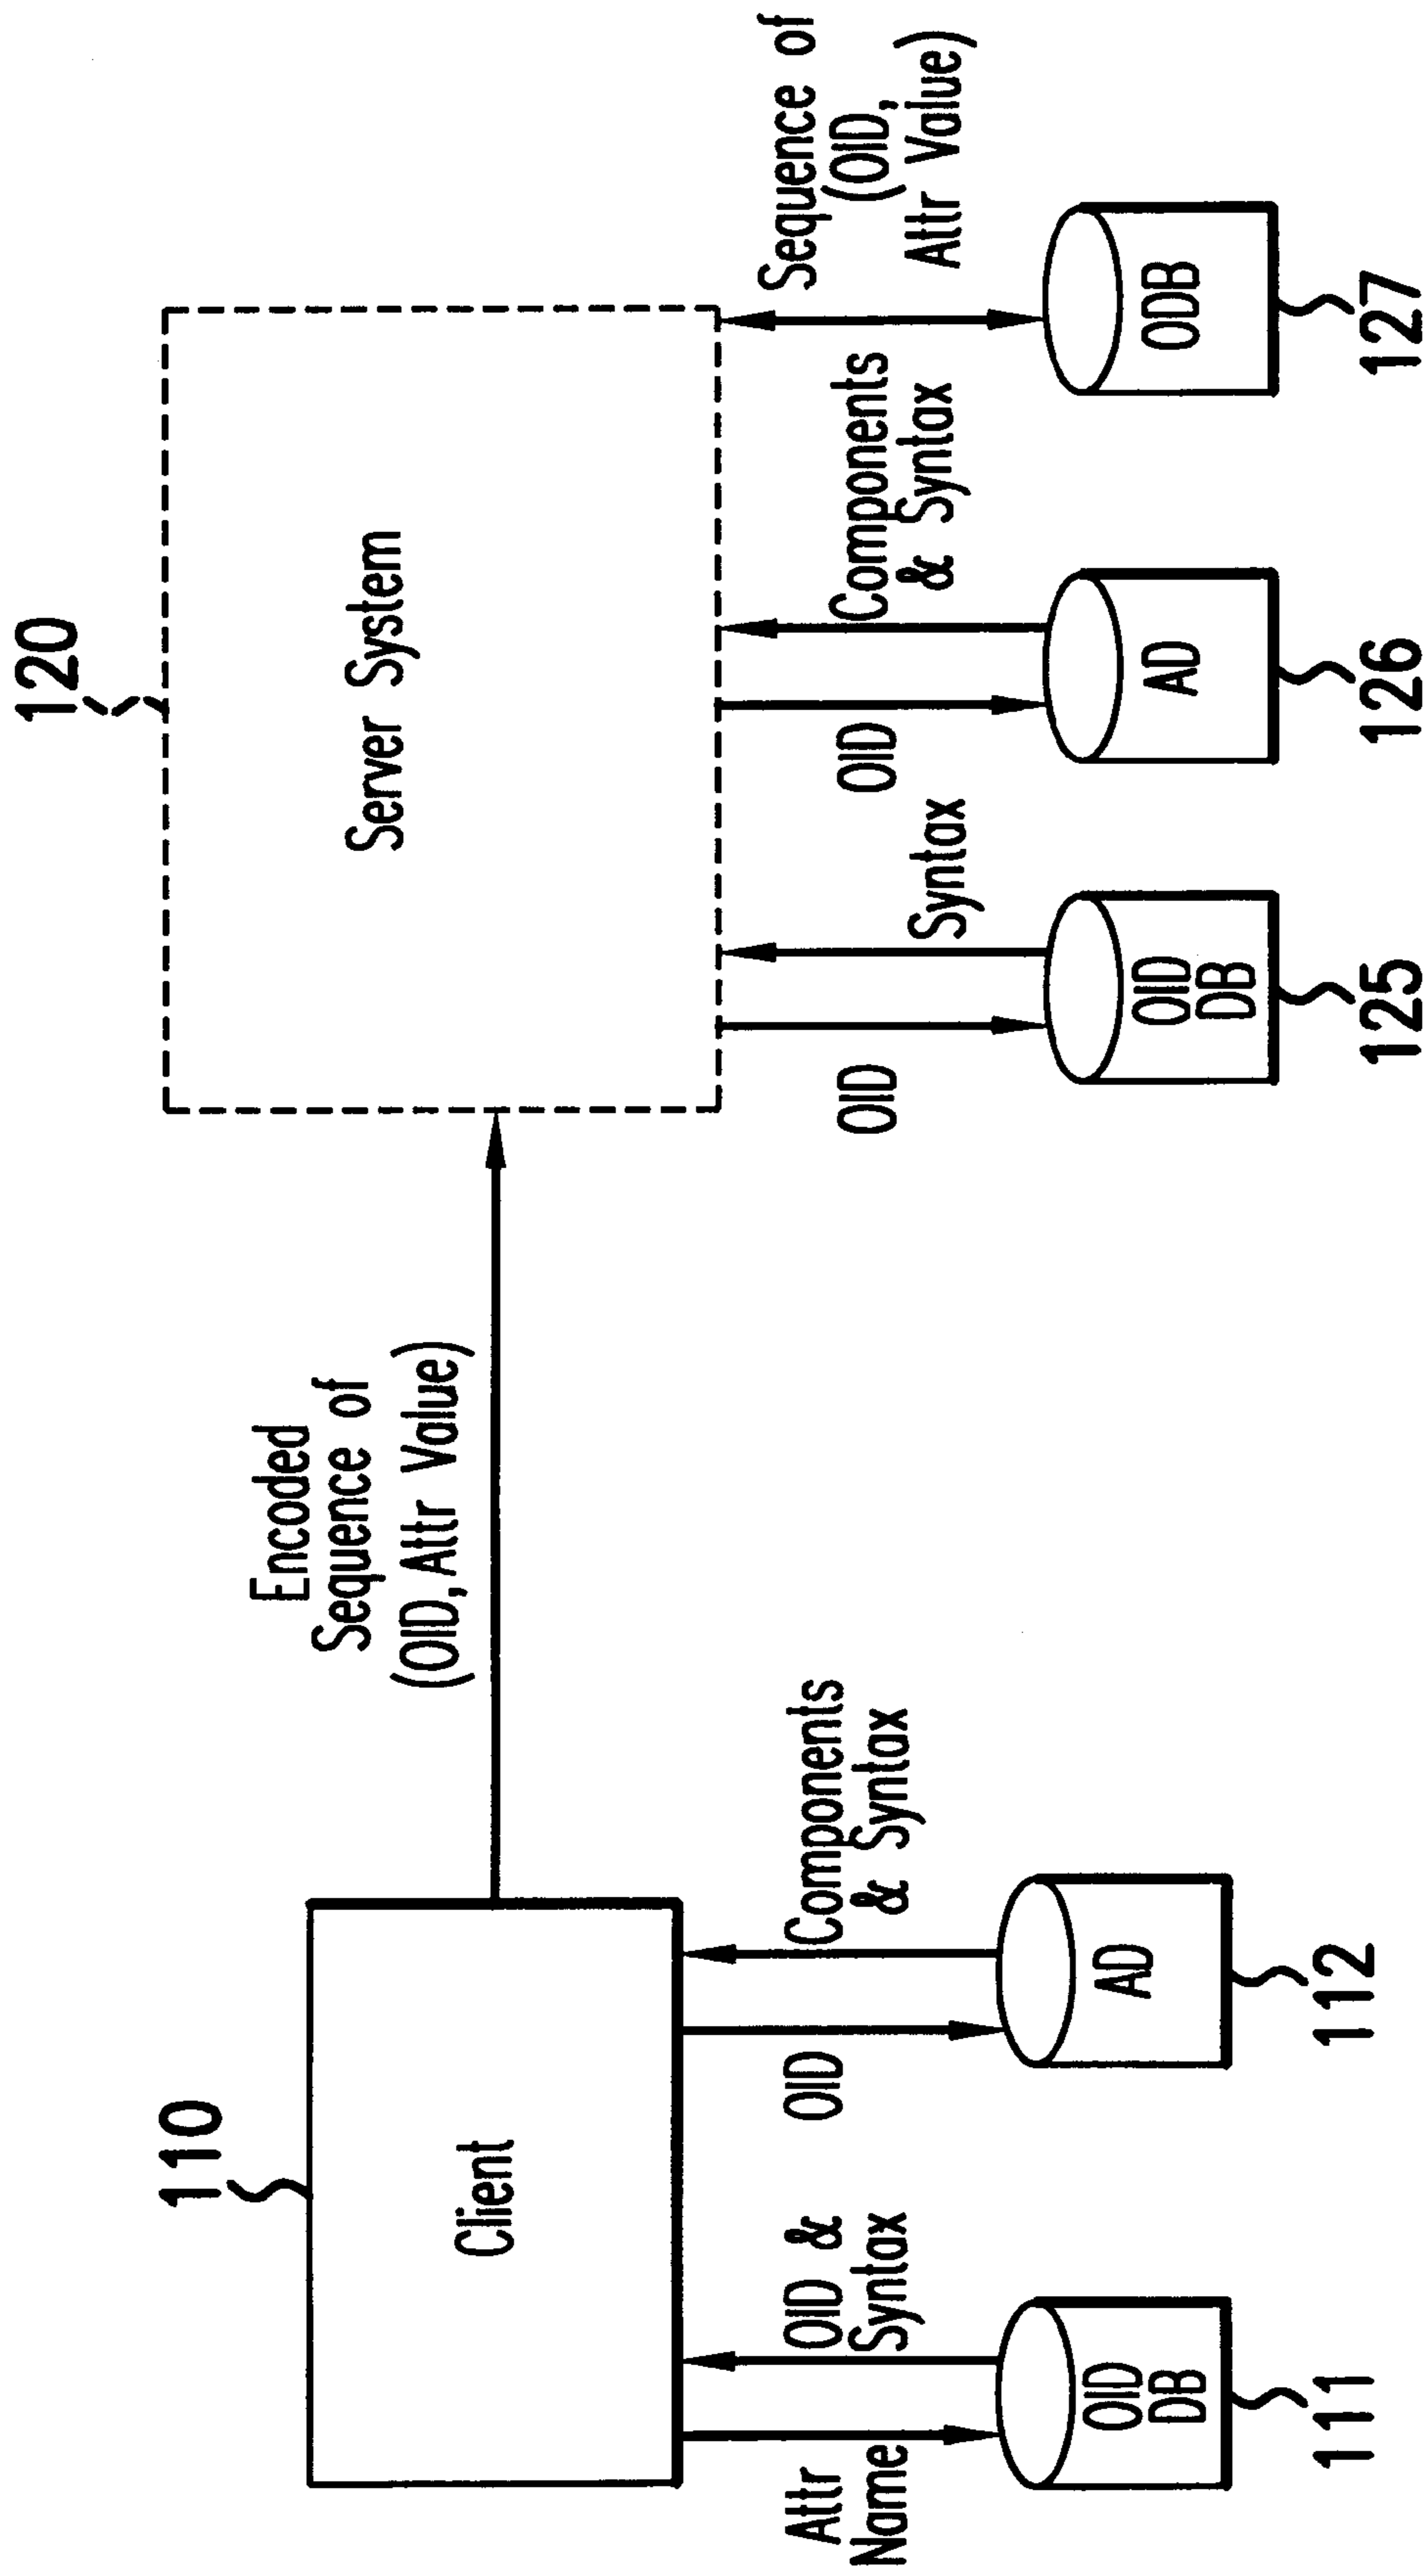 110
Client
Attr
Name
OID &
Syntax
OID
DB
111
OID
Components
& Syntax
AD
112
Encoded
Sequence of
(OID, Attr Value)
120
Server System
OID
Syntax
OID
DB
125
OID
Components
& Syntax
AD
126
Sequence of
(OID,
Attr Value)
ODB
127